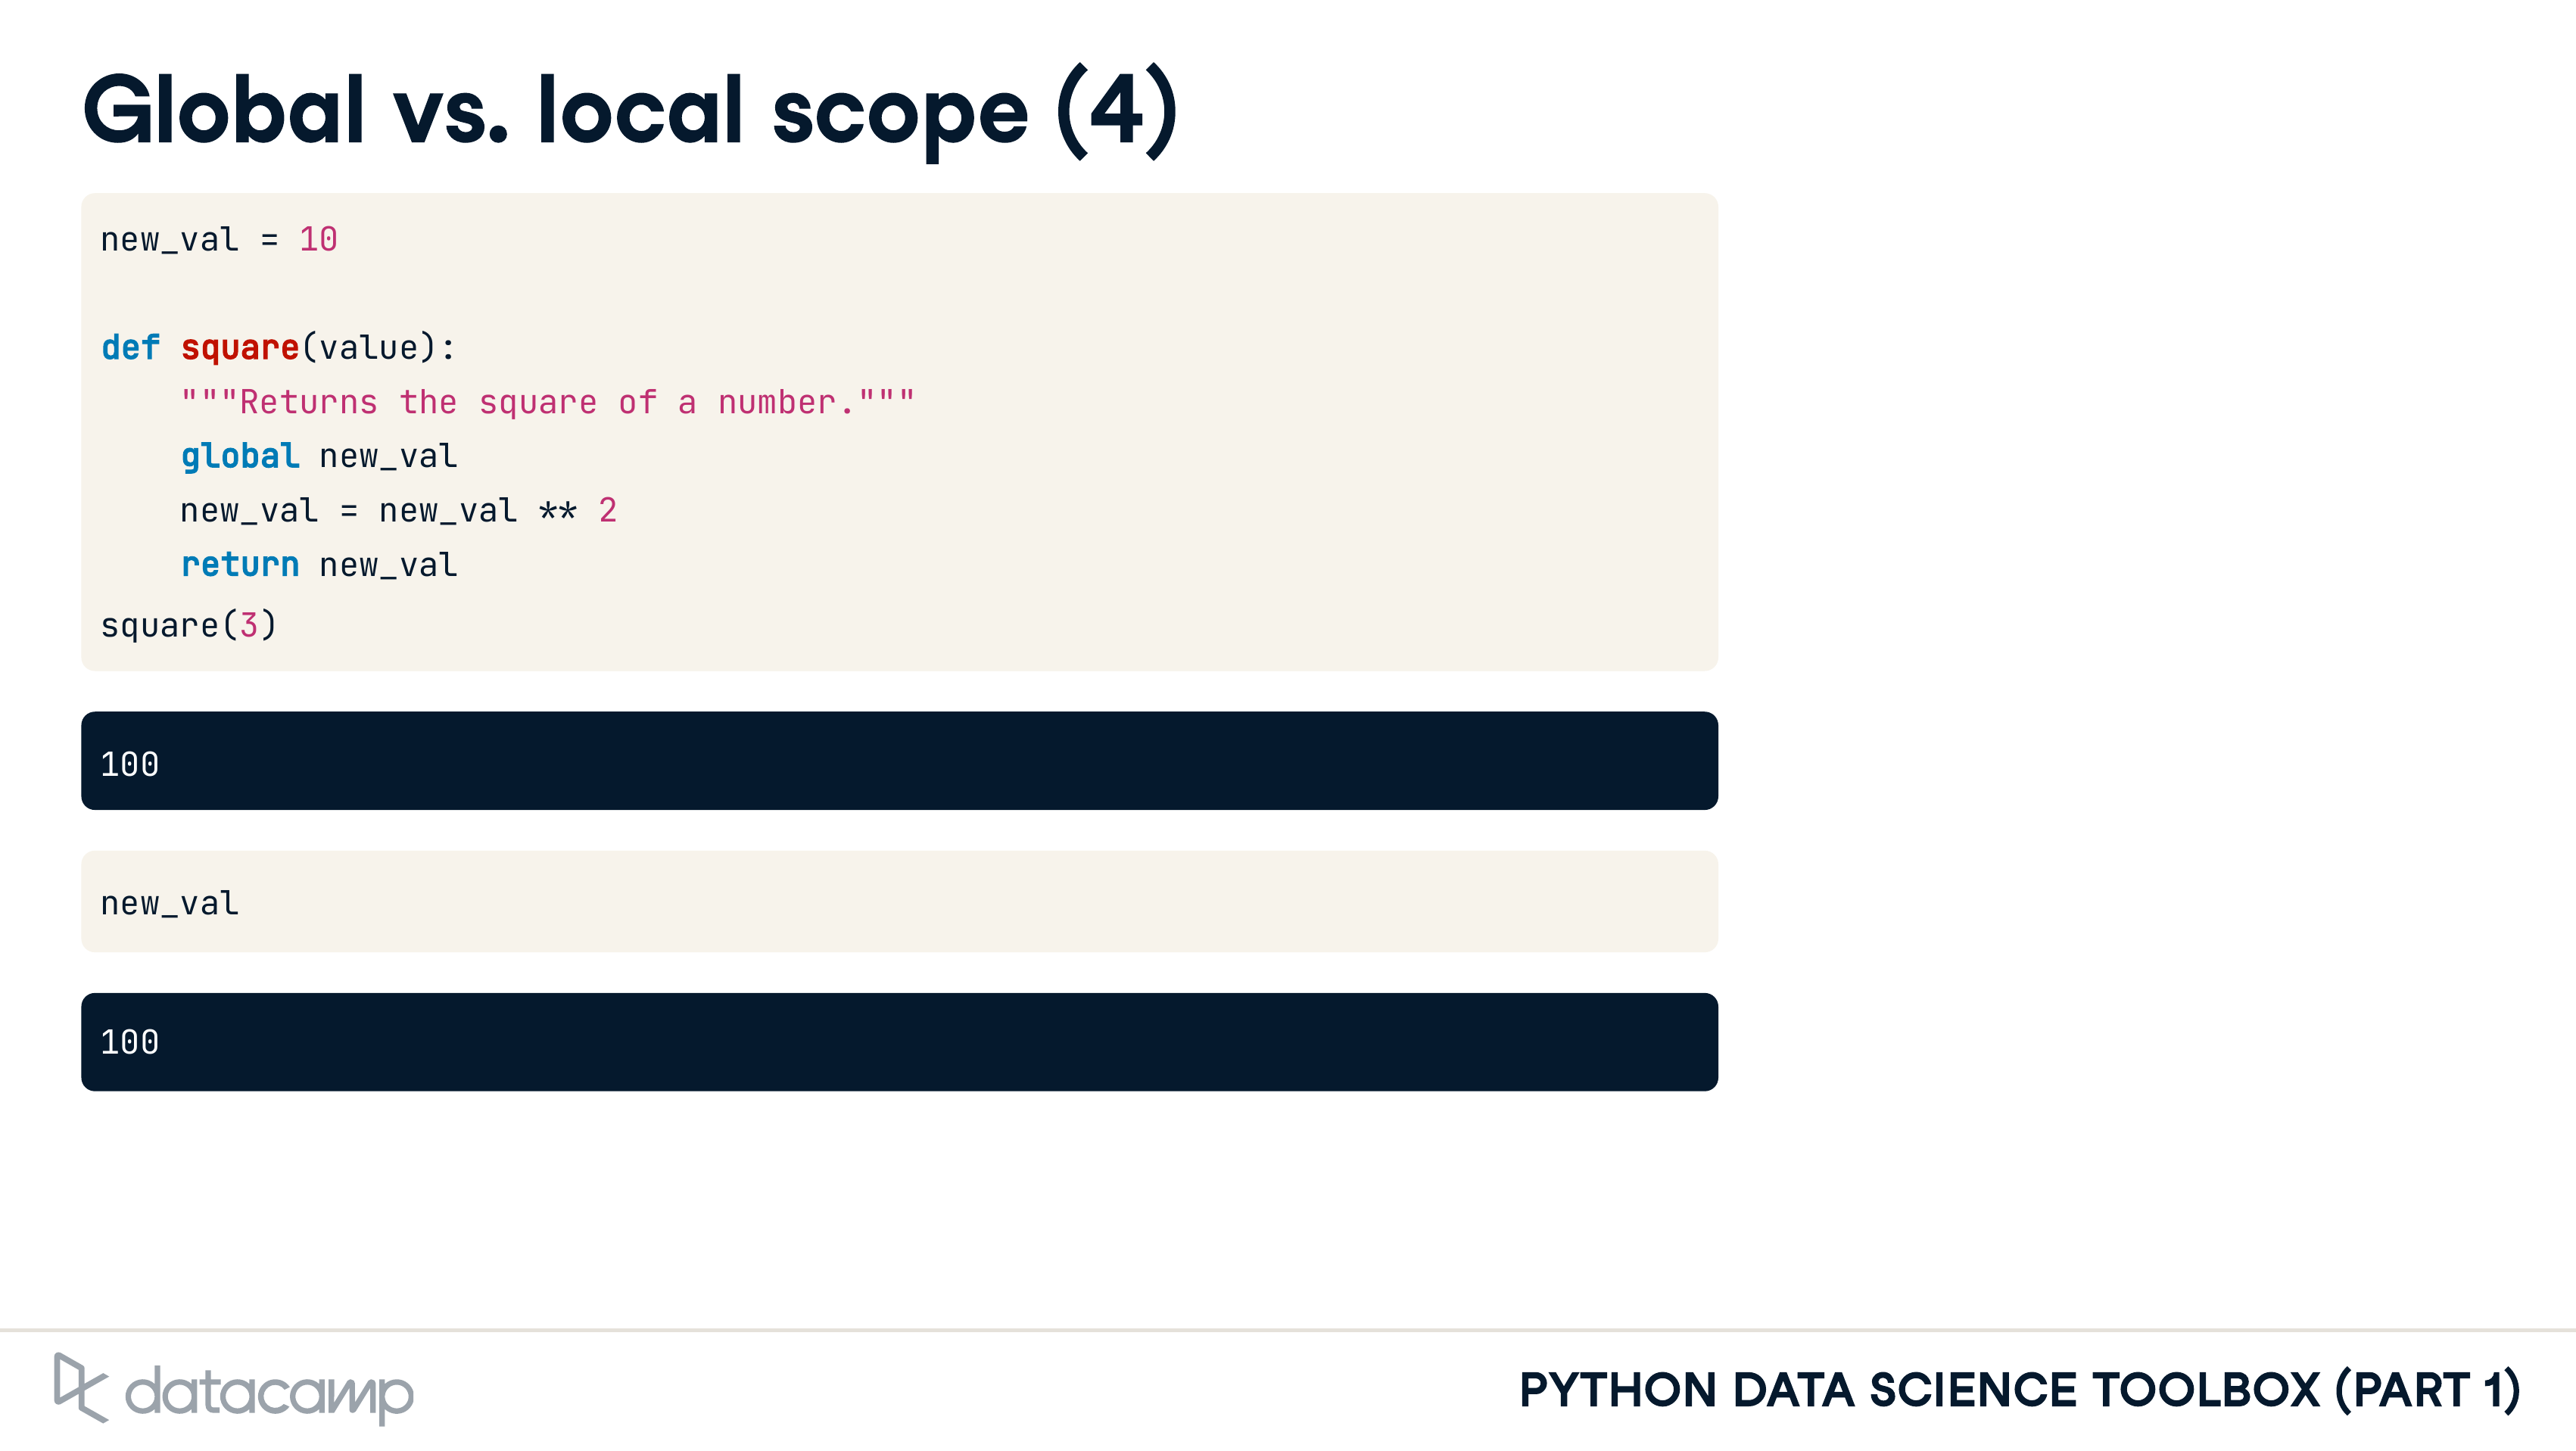 Global vs. local scope (4)
new_val = 10
def square(value):
    """Returns the square of a number."""
    global new_val
    new_val = new_val ** 2
    return new_val
square(3)
100
new_val
100
datacamp
PYTHON DATA SCIENCE TOOLBOX (PART 1)